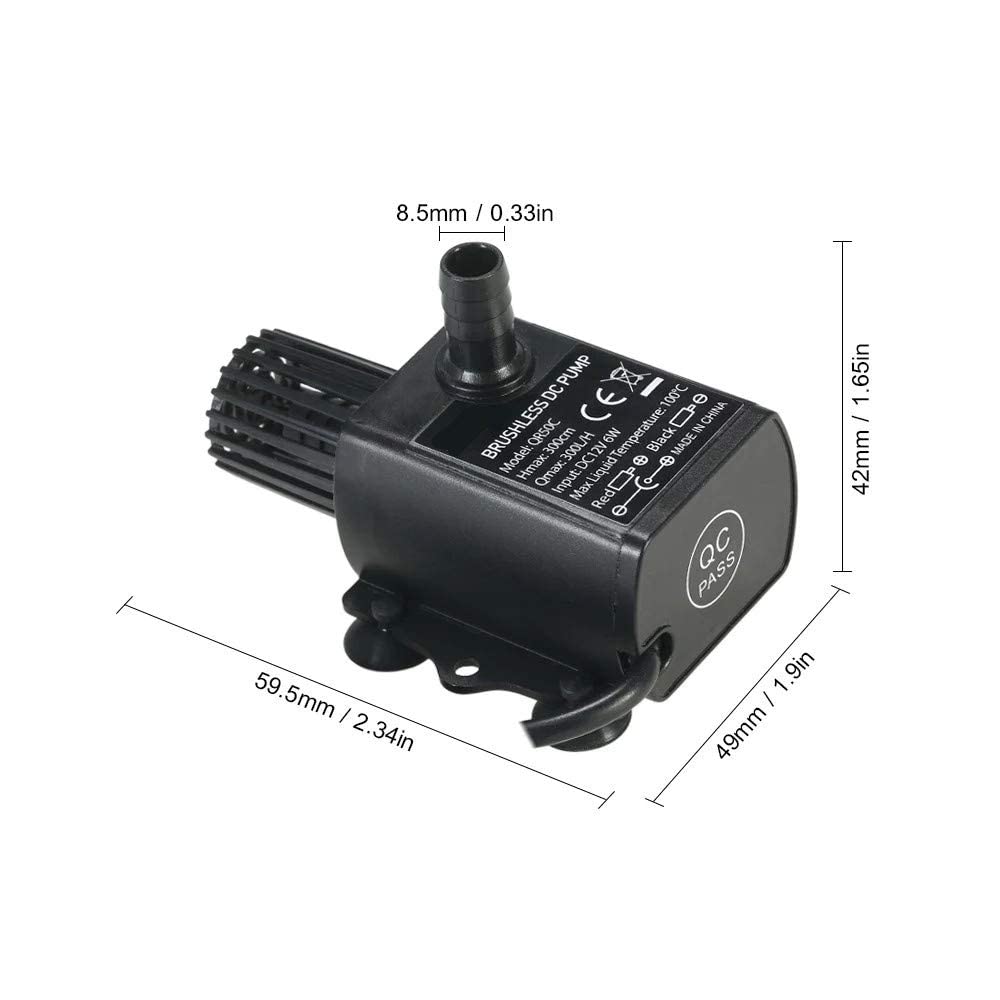 8.5mm / 0.33in
BRUSHLESS DC PUMP
Model: QR50C
Hmax: 300cm
Qmax: 300L/H
Input: DC12V 6W
Max Liquid Temperature: 100°C
Red Black
MADE IN CHINA
CE
QC
PASS
42mm / 1.65in
59.5mm / 2.34in
49mm / 1.9in